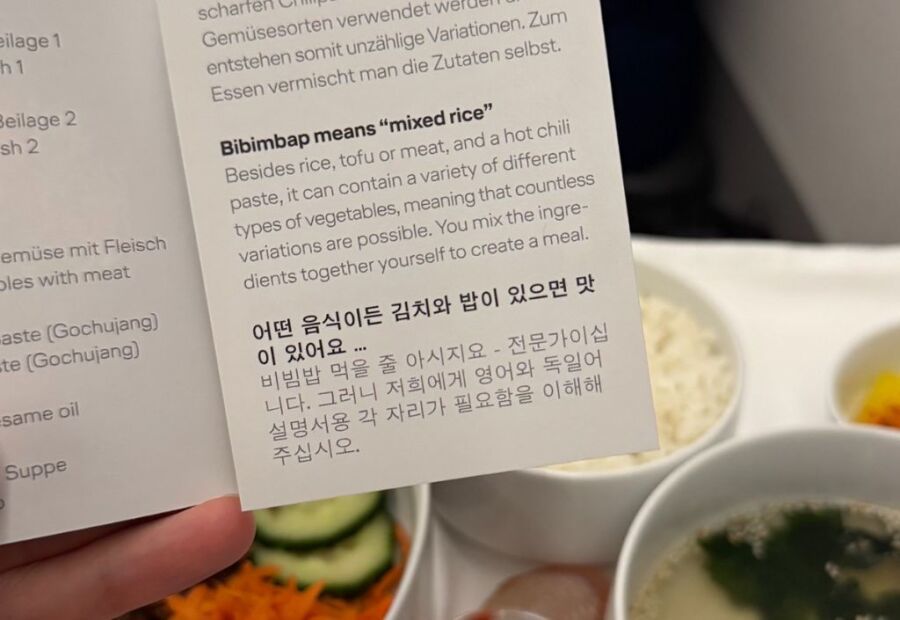 eilage 1
h 1
Beilage 2
sh 2
emüse mit Fleisch
bles with meat
aste (Gochujang)
ste (Gochujang)
esame oil
Suppe
scharfen
Gemüsesorten verwendet werden
entstehen somit unzählige Variationen. Zum
Essen vermischt man die Zutaten selbst.
Bibimbap means “mixed rice”
Besides rice, tofu or meat, and a hot chili
paste, it can contain a variety of different
types of vegetables, meaning that countless
variations are possible. You mix the ingre-
dients together yourself to create a meal.
어떤 음식이든 김치와 밥이 있으면 맛
이 있어요 ...
비빔밥 먹을 줄 아시지요 - 전문가이십
니다. 그러니 저희에게 영어와 독일어
설명서용 각 자리가 필요함을 이해해
주십시오.